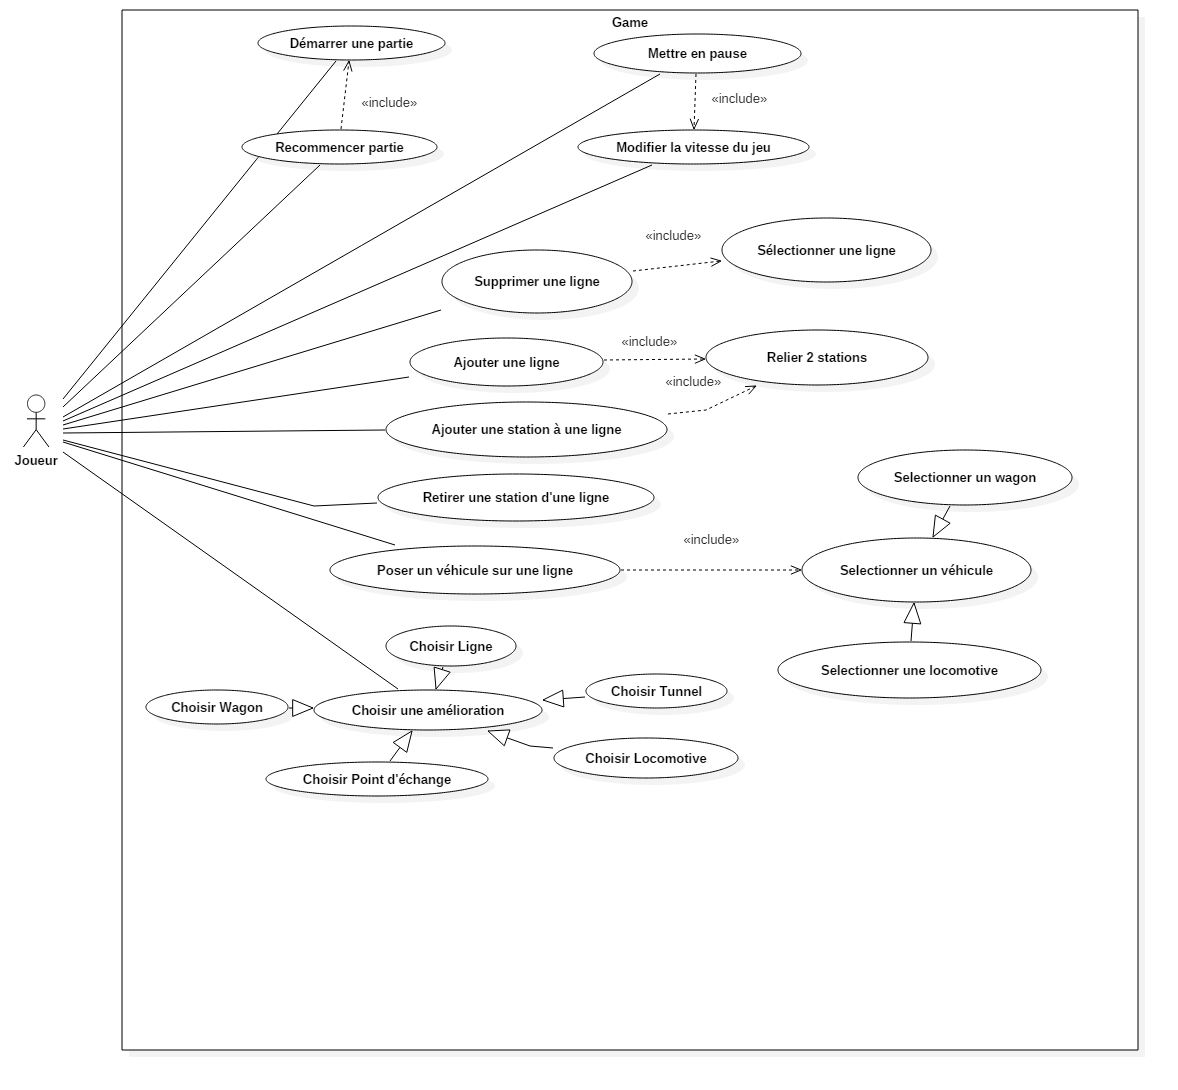 Game
Démarrer une partie
Mettre en pause
«include»
«include»
Recommencer partie
Modifier la vitesse du jeu
«include»
Sélectionner une ligne
Supprimer une ligne
«include»
Ajouter une ligne
Relier 2 stations
«include»
Ajouter une station à une ligne
Joueur
Selectionner un wagon
Retirer une station d'une ligne
«include»
Poser un véhicule sur une ligne
Selectionner un véhicule
Choisir Ligne
Selectionner une locomotive
Choisir Tunnel
Choisir Wagon
Choisir une amélioration
Choisir Locomotive
Choisir Point d'échange